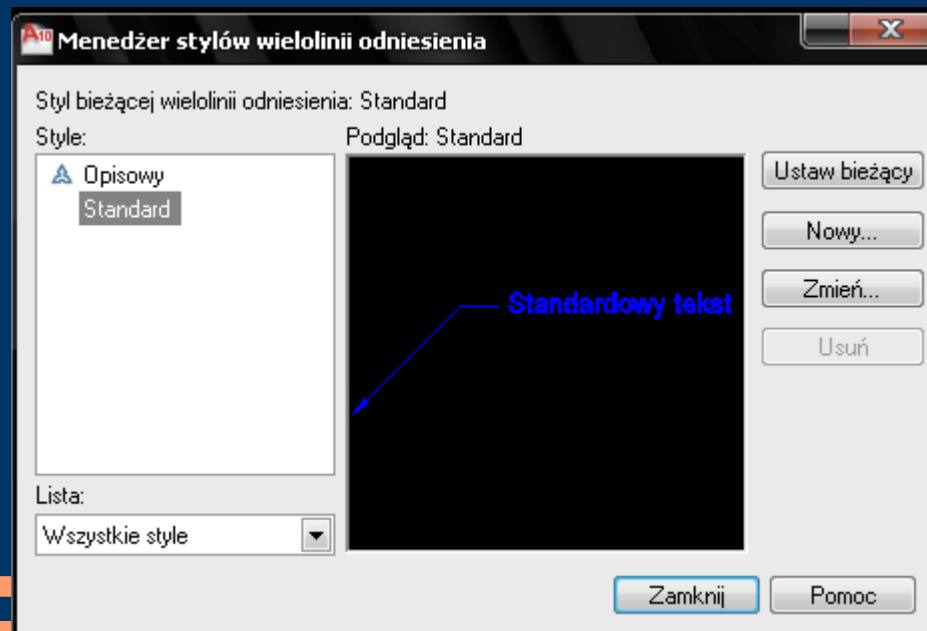 A10 Menedżer stylów wielolinii odniesienia
Styl bieżącej wielolinii odniesienia: Standard
Style:
Podgląd: Standard
Opisowy
Standard
Standardowy tekst
Ustaw bieżący
Nowy...
Zmień...
Usuń
Lista:
Wszystkie style
Zamknij
Pomoc